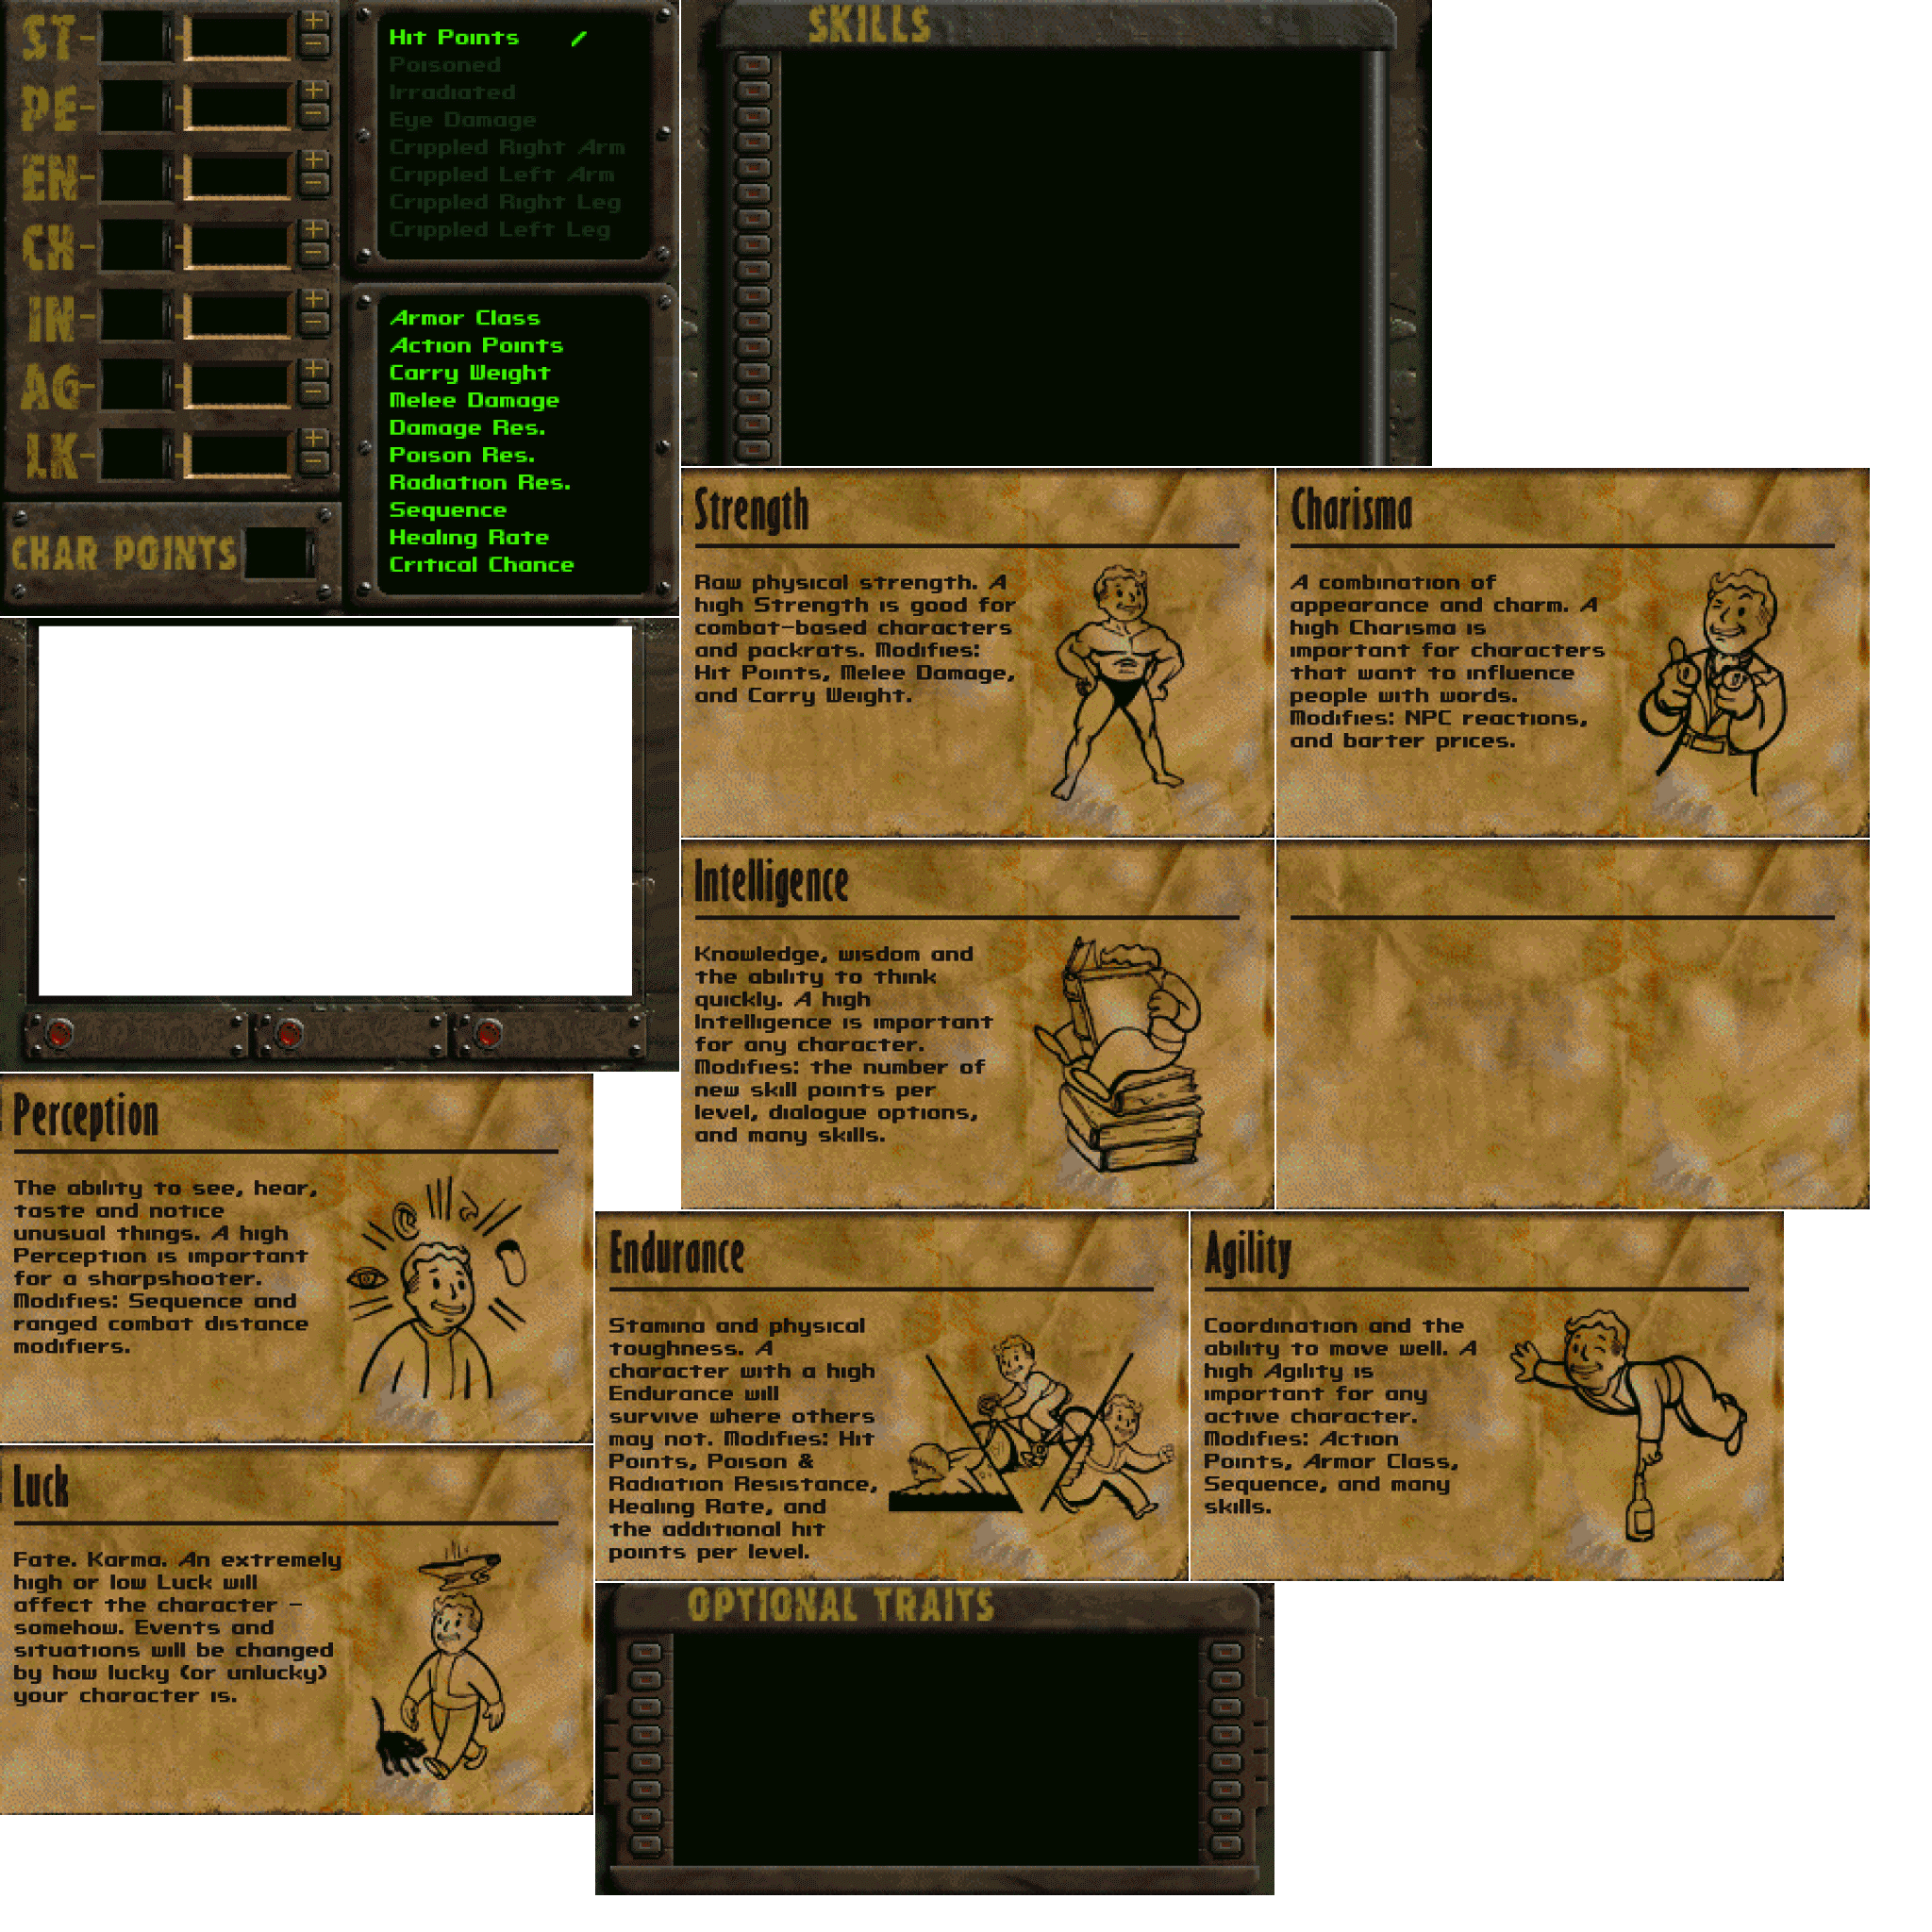 ST
PE
EN
CH
IN
AG
LK
CHAR POINTS
Hit Points /
Poisoned
Irradiated
Eye Damage
Crippled Right Arm
Crippled Left Arm
Crippled Right Leg
Crippled Left Leg
Armor Class
Action Points
Carry Weight
Melee Damage
Damage Res.
Poison Res.
Radiation Res.
Sequence
Healing Rate
Critical Chance
SKILLS
Strength
Raw physical strength. A
high Strength is good for
combat-based characters
and packrats. Modifies:
Hit Points, Melee Damage,
and Carry Weight.
Charisma
A combination of
appearance and charm. A
high Charisma is
important for characters
that want to influence
people with words.
Modifies: NPC reactions,
and barter prices.
Intelligence
Knowledge, wisdom and
the ability to think
quickly. A high
Intelligence is important
for any character.
Modifies: the number of
new skill points per
level, dialogue options,
and many skills.
Perception
The ability to see, hear,
taste and notice
unusual things. A high
Perception is important
for a sharpshooter.
Modifies: Sequence and
ranged combat distance
modifiers.
Endurance
Stamina and physical
toughness. A
character with a high
Endurance will
survive where others
may not. Modifies: Hit
Points, Poison &
Radiation Resistance,
Healing Rate, and
the additional hit
points per level.
Agility
Coordination and the
ability to move well. A
high Agility is
important for any
active character.
Modifies: Action
Points, Armor Class,
Sequence, and many
skills.
Luck
Fate. Karma. An extremely
high or low Luck will
affect the character -
somehow. Events and
situations will be changed
by how lucky (or unlucky)
your character is.
OPTIONAL TRAITS